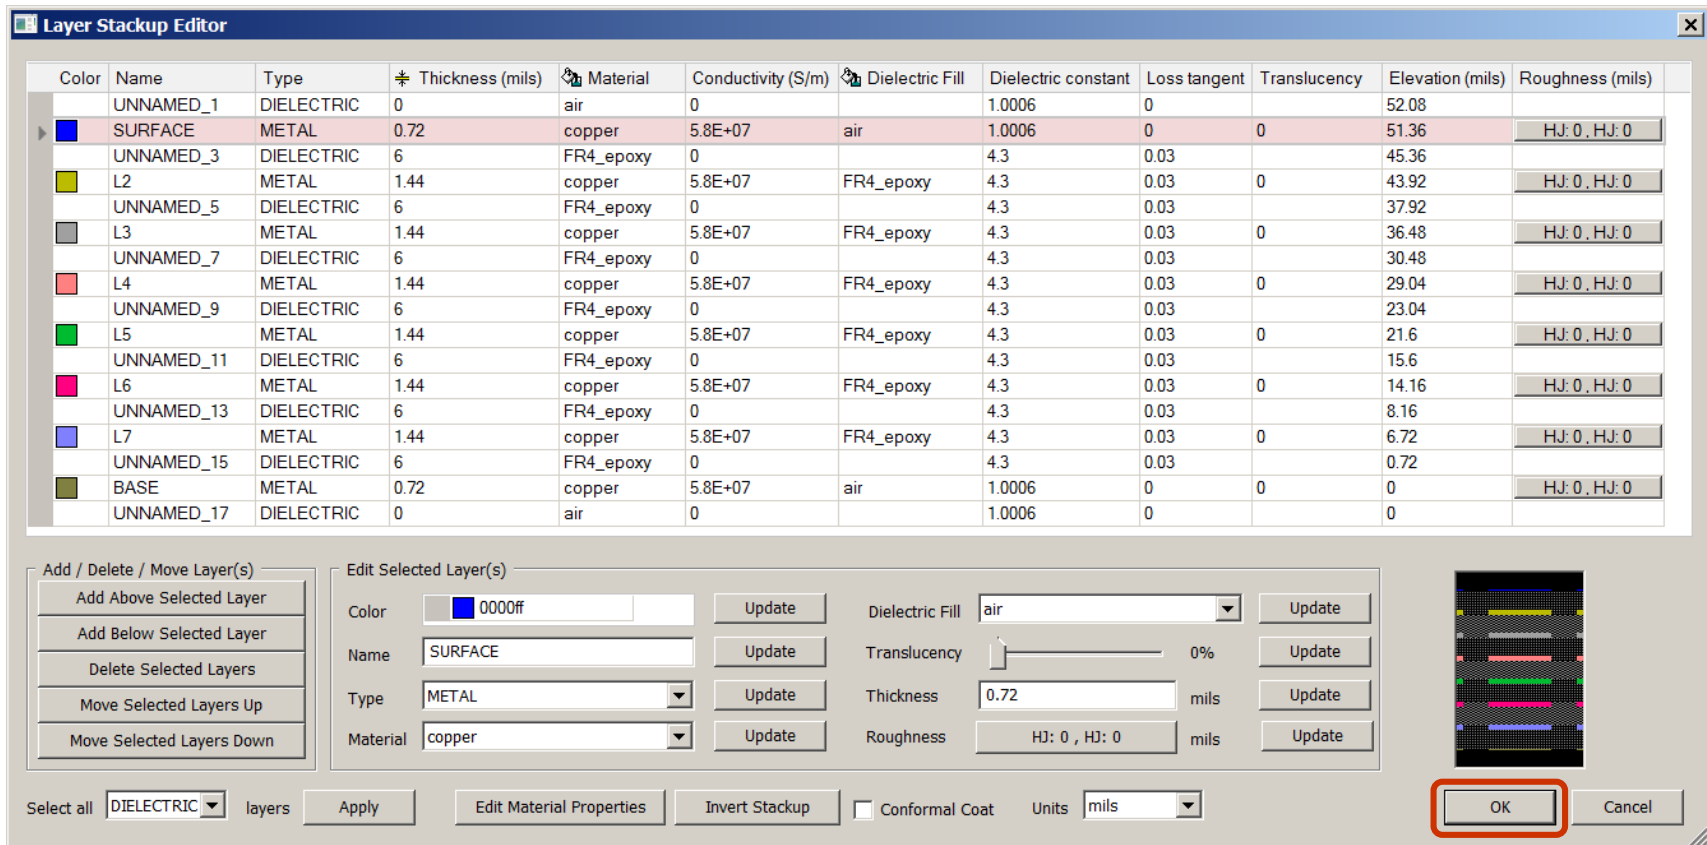 Layer Stackup Editor
Color Name Type Thickness (mils) Material Conductivity (S/m) Dielectric Fill Dielectric constant Loss tangent Translucency Elevation (mils) Roughness (mils)
UNNAMED_1 DIELECTRIC 0 air 0 1.0006 0 52.08
SURFACE METAL 0.72 copper 5.8E+07 air 1.0006 0 0 51.36 HJ: 0 , HJ: 0
UNNAMED_3 DIELECTRIC 6 FR4_epoxy 0 4.3 0.03 45.36
L2 METAL 1.44 copper 5.8E+07 FR4_epoxy 4.3 0.03 0 43.92 HJ: 0 , HJ: 0
UNNAMED_5 DIELECTRIC 6 FR4_epoxy 0 4.3 0.03 37.92
L3 METAL 1.44 copper 5.8E+07 FR4_epoxy 4.3 0.03 0 36.48 HJ: 0 , HJ: 0
UNNAMED_7 DIELECTRIC 6 FR4_epoxy 0 4.3 0.03 30.48
L4 METAL 1.44 copper 5.8E+07 FR4_epoxy 4.3 0.03 0 29.04 HJ: 0 , HJ: 0
UNNAMED_9 DIELECTRIC 6 FR4_epoxy 0 4.3 0.03 23.04
L5 METAL 1.44 copper 5.8E+07 FR4_epoxy 4.3 0.03 0 21.6 HJ: 0 , HJ: 0
UNNAMED_11 DIELECTRIC 6 FR4_epoxy 0 4.3 0.03 15.6
L6 METAL 1.44 copper 5.8E+07 FR4_epoxy 4.3 0.03 0 14.16 HJ: 0 , HJ: 0
UNNAMED_13 DIELECTRIC 6 FR4_epoxy 0 4.3 0.03 8.16
L7 METAL 1.44 copper 5.8E+07 FR4_epoxy 4.3 0.03 0 6.72 HJ: 0 , HJ: 0
UNNAMED_15 DIELECTRIC 6 FR4_epoxy 0 4.3 0.03 0.72
BASE METAL 0.72 copper 5.8E+07 air 1.0006 0 0 0 HJ: 0 , HJ: 0
UNNAMED_17 DIELECTRIC 0 air 0 1.0006 0 0
Add / Delete / Move Layer(s)
Add Above Selected Layer
Add Below Selected Layer
Delete Selected Layers
Move Selected Layers Up
Move Selected Layers Down
Edit Selected Layer(s)
Color 0000ff Update Dielectric Fill air Update
Name SURFACE Update Translucency 0% Update
Type METAL Update Thickness 0.72 mils Update
Material copper Update Roughness HJ: 0 , HJ: 0 mils Update
Select all DIELECTRIC layers Apply Edit Material Properties Invert Stackup Conformal Coat Units mils OK Cancel